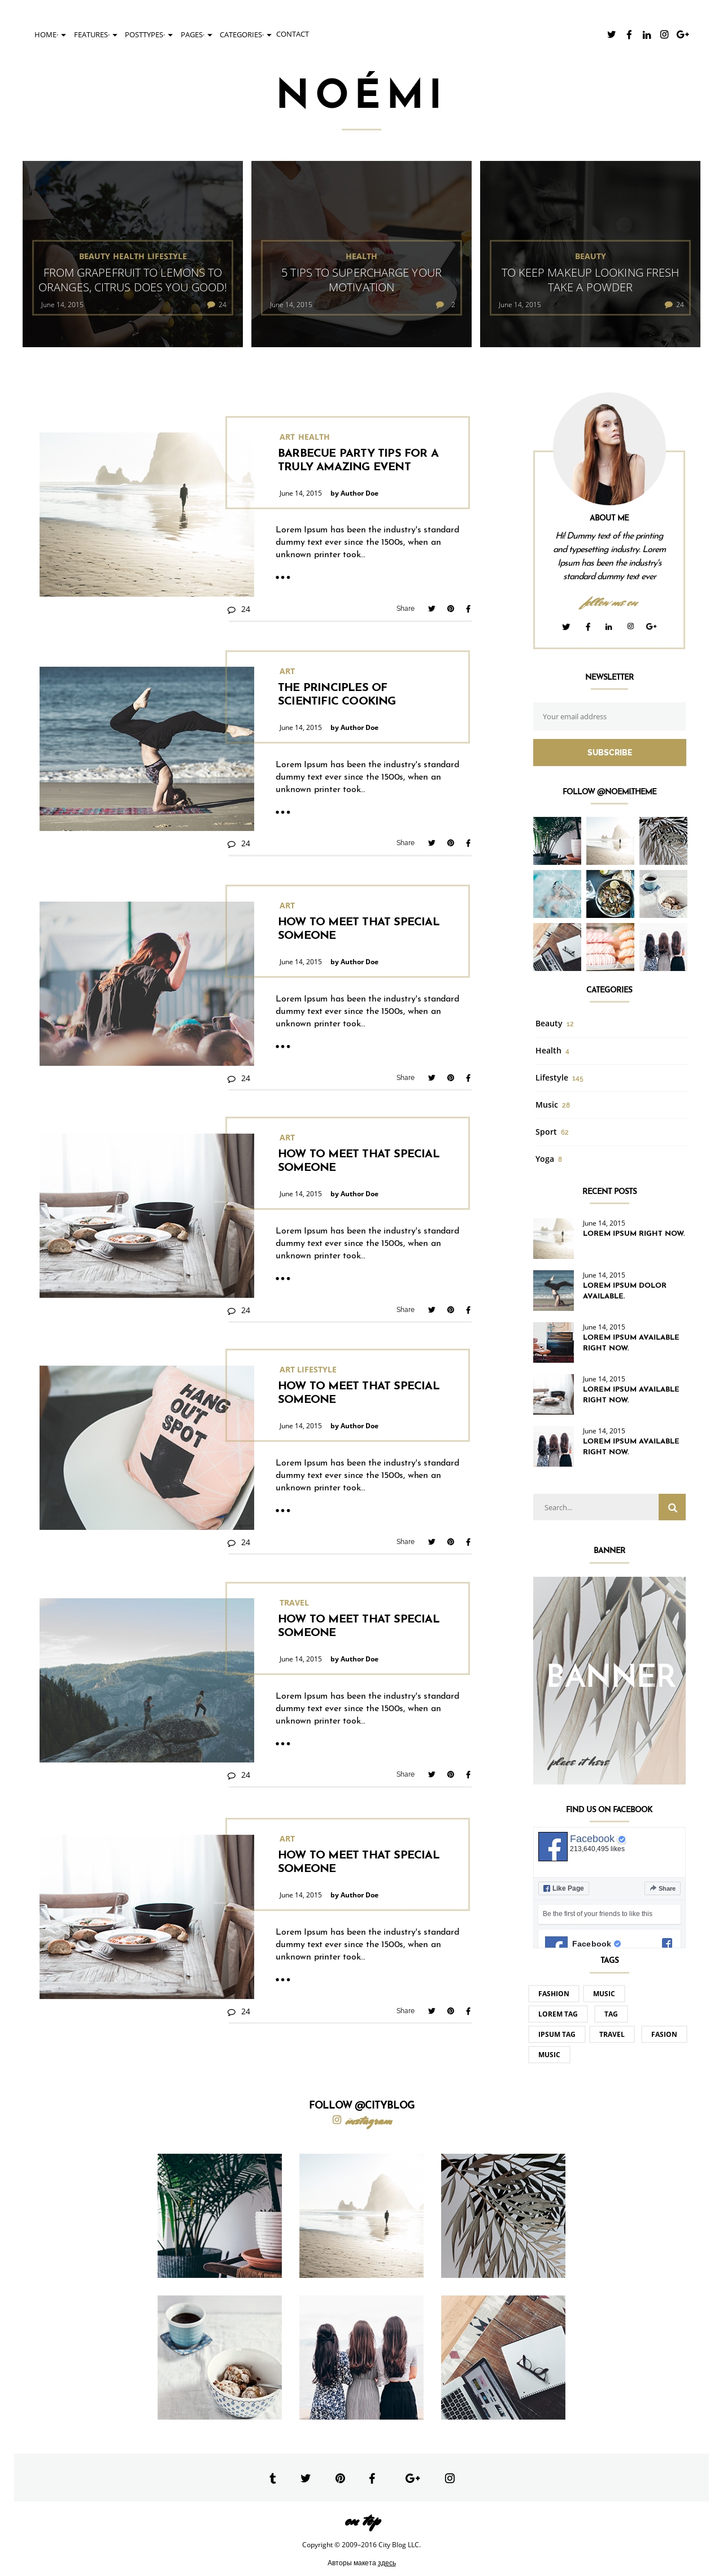 HOME FEATURES POSTTYPES PAGES CATEGORIES CONTACT
NOÉMI
BEAUTY HEALTH LIFESTYLE
FROM GRAPEFRUIT TO LEMONS TO
ORANGES, CITRUS DOES YOU GOOD!
June 14, 2015 24
HEALTH
5 TIPS TO SUPERCHARGE YOUR
MOTIVATION
June 14, 2015 2
BEAUTY
TO KEEP MAKEUP LOOKING FRESH
TAKE A POWDER
June 14, 2015 24
ART HEALTH
BARBECUE PARTY TIPS FOR A
TRULY AMAZING EVENT
June 14, 2015 by Author Doe
Lorem Ipsum has been the industry's standard
dummy text ever since the 1500s, when an
unknown printer took...
24 Share
ART
THE PRINCIPLES OF
SCIENTIFIC COOKING
June 14, 2015 by Author Doe
Lorem Ipsum has been the industry's standard
dummy text ever since the 1500s, when an
unknown printer took...
24 Share
ART
HOW TO MEET THAT SPECIAL
SOMEONE
June 14, 2015 by Author Doe
Lorem Ipsum has been the industry's standard
dummy text ever since the 1500s, when an
unknown printer took...
24 Share
ART
HOW TO MEET THAT SPECIAL
SOMEONE
June 14, 2015 by Author Doe
Lorem Ipsum has been the industry's standard
dummy text ever since the 1500s, when an
unknown printer took...
24 Share
HANG
OUT
SPOT
ART LIFESTYLE
HOW TO MEET THAT SPECIAL
SOMEONE
June 14, 2015 by Author Doe
Lorem Ipsum has been the industry's standard
dummy text ever since the 1500s, when an
unknown printer took...
24 Share
TRAVEL
HOW TO MEET THAT SPECIAL
SOMEONE
June 14, 2015 by Author Doe
Lorem Ipsum has been the industry's standard
dummy text ever since the 1500s, when an
unknown printer took...
24 Share
ART
HOW TO MEET THAT SPECIAL
SOMEONE
June 14, 2015 by Author Doe
Lorem Ipsum has been the industry's standard
dummy text ever since the 1500s, when an
unknown printer took...
24 Share
ABOUT ME
Hi! Dummy text of the printing
and typesetting industry. Lorem
Ipsum has been the industry's
standard dummy text ever
follow me on
NEWSLETTER
Your email address
SUBSCRIBE
FOLLOW @NOEMITHEME
CATEGORIES
Beauty 12
Health 4
Lifestyle 145
Music 28
Sport 62
Yoga 8
RECENT POSTS
June 14, 2015
LOREM IPSUM RIGHT NOW.
June 14, 2015
LOREM IPSUM DOLOR
AVAILABLE.
June 14, 2015
LOREM IPSUM AVAILABLE
RIGHT NOW.
June 14, 2015
LOREM IPSUM AVAILABLE
RIGHT NOW.
June 14, 2015
LOREM IPSUM AVAILABLE
RIGHT NOW.
Search...
BANNER
BANNER
place it here
FIND US ON FACEBOOK
Facebook
213,640,495 likes
Like Page Share
Be the first of your friends to like this
Facebook
TAGS
FASHION MUSIC
LOREM TAG TAG
IPSUM TAG TRAVEL FASION
MUSIC
FOLLOW @CITYBLOG
instagram
on top
Copyright © 2009–2016 City Blog LLC.
Авторы макета здесь